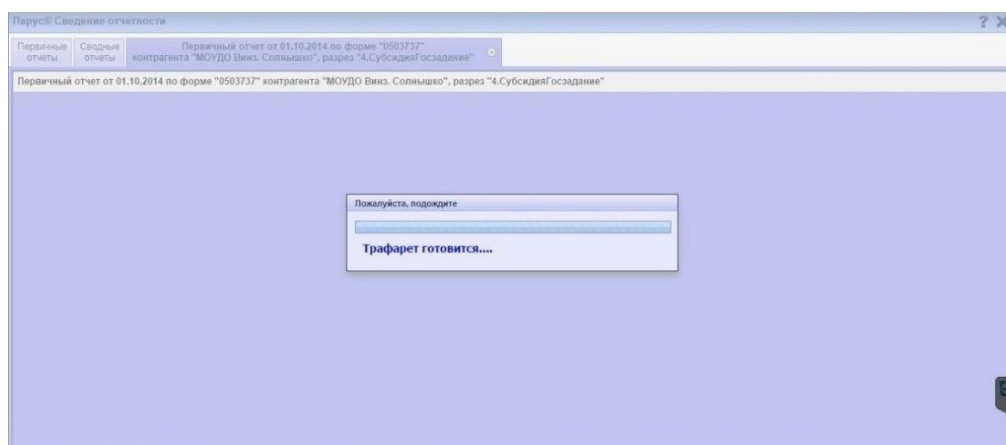 Парус® Сведение отчетности
? X
Первичные
отчеты
Сводные
отчеты
Первичный отчет от 01.10.2014 по форме "0503737"
контрагента "МОУДО Винз. Солнышко", разрез "4.СубсидияГосзадание"
Первичный отчет от 01.10.2014 по форме "0503737" контрагента "МОУДО Винз. Солнышко", разрез "4.СубсидияГосзадание"
Пожалуйста, подождите
Трафарет готовится....